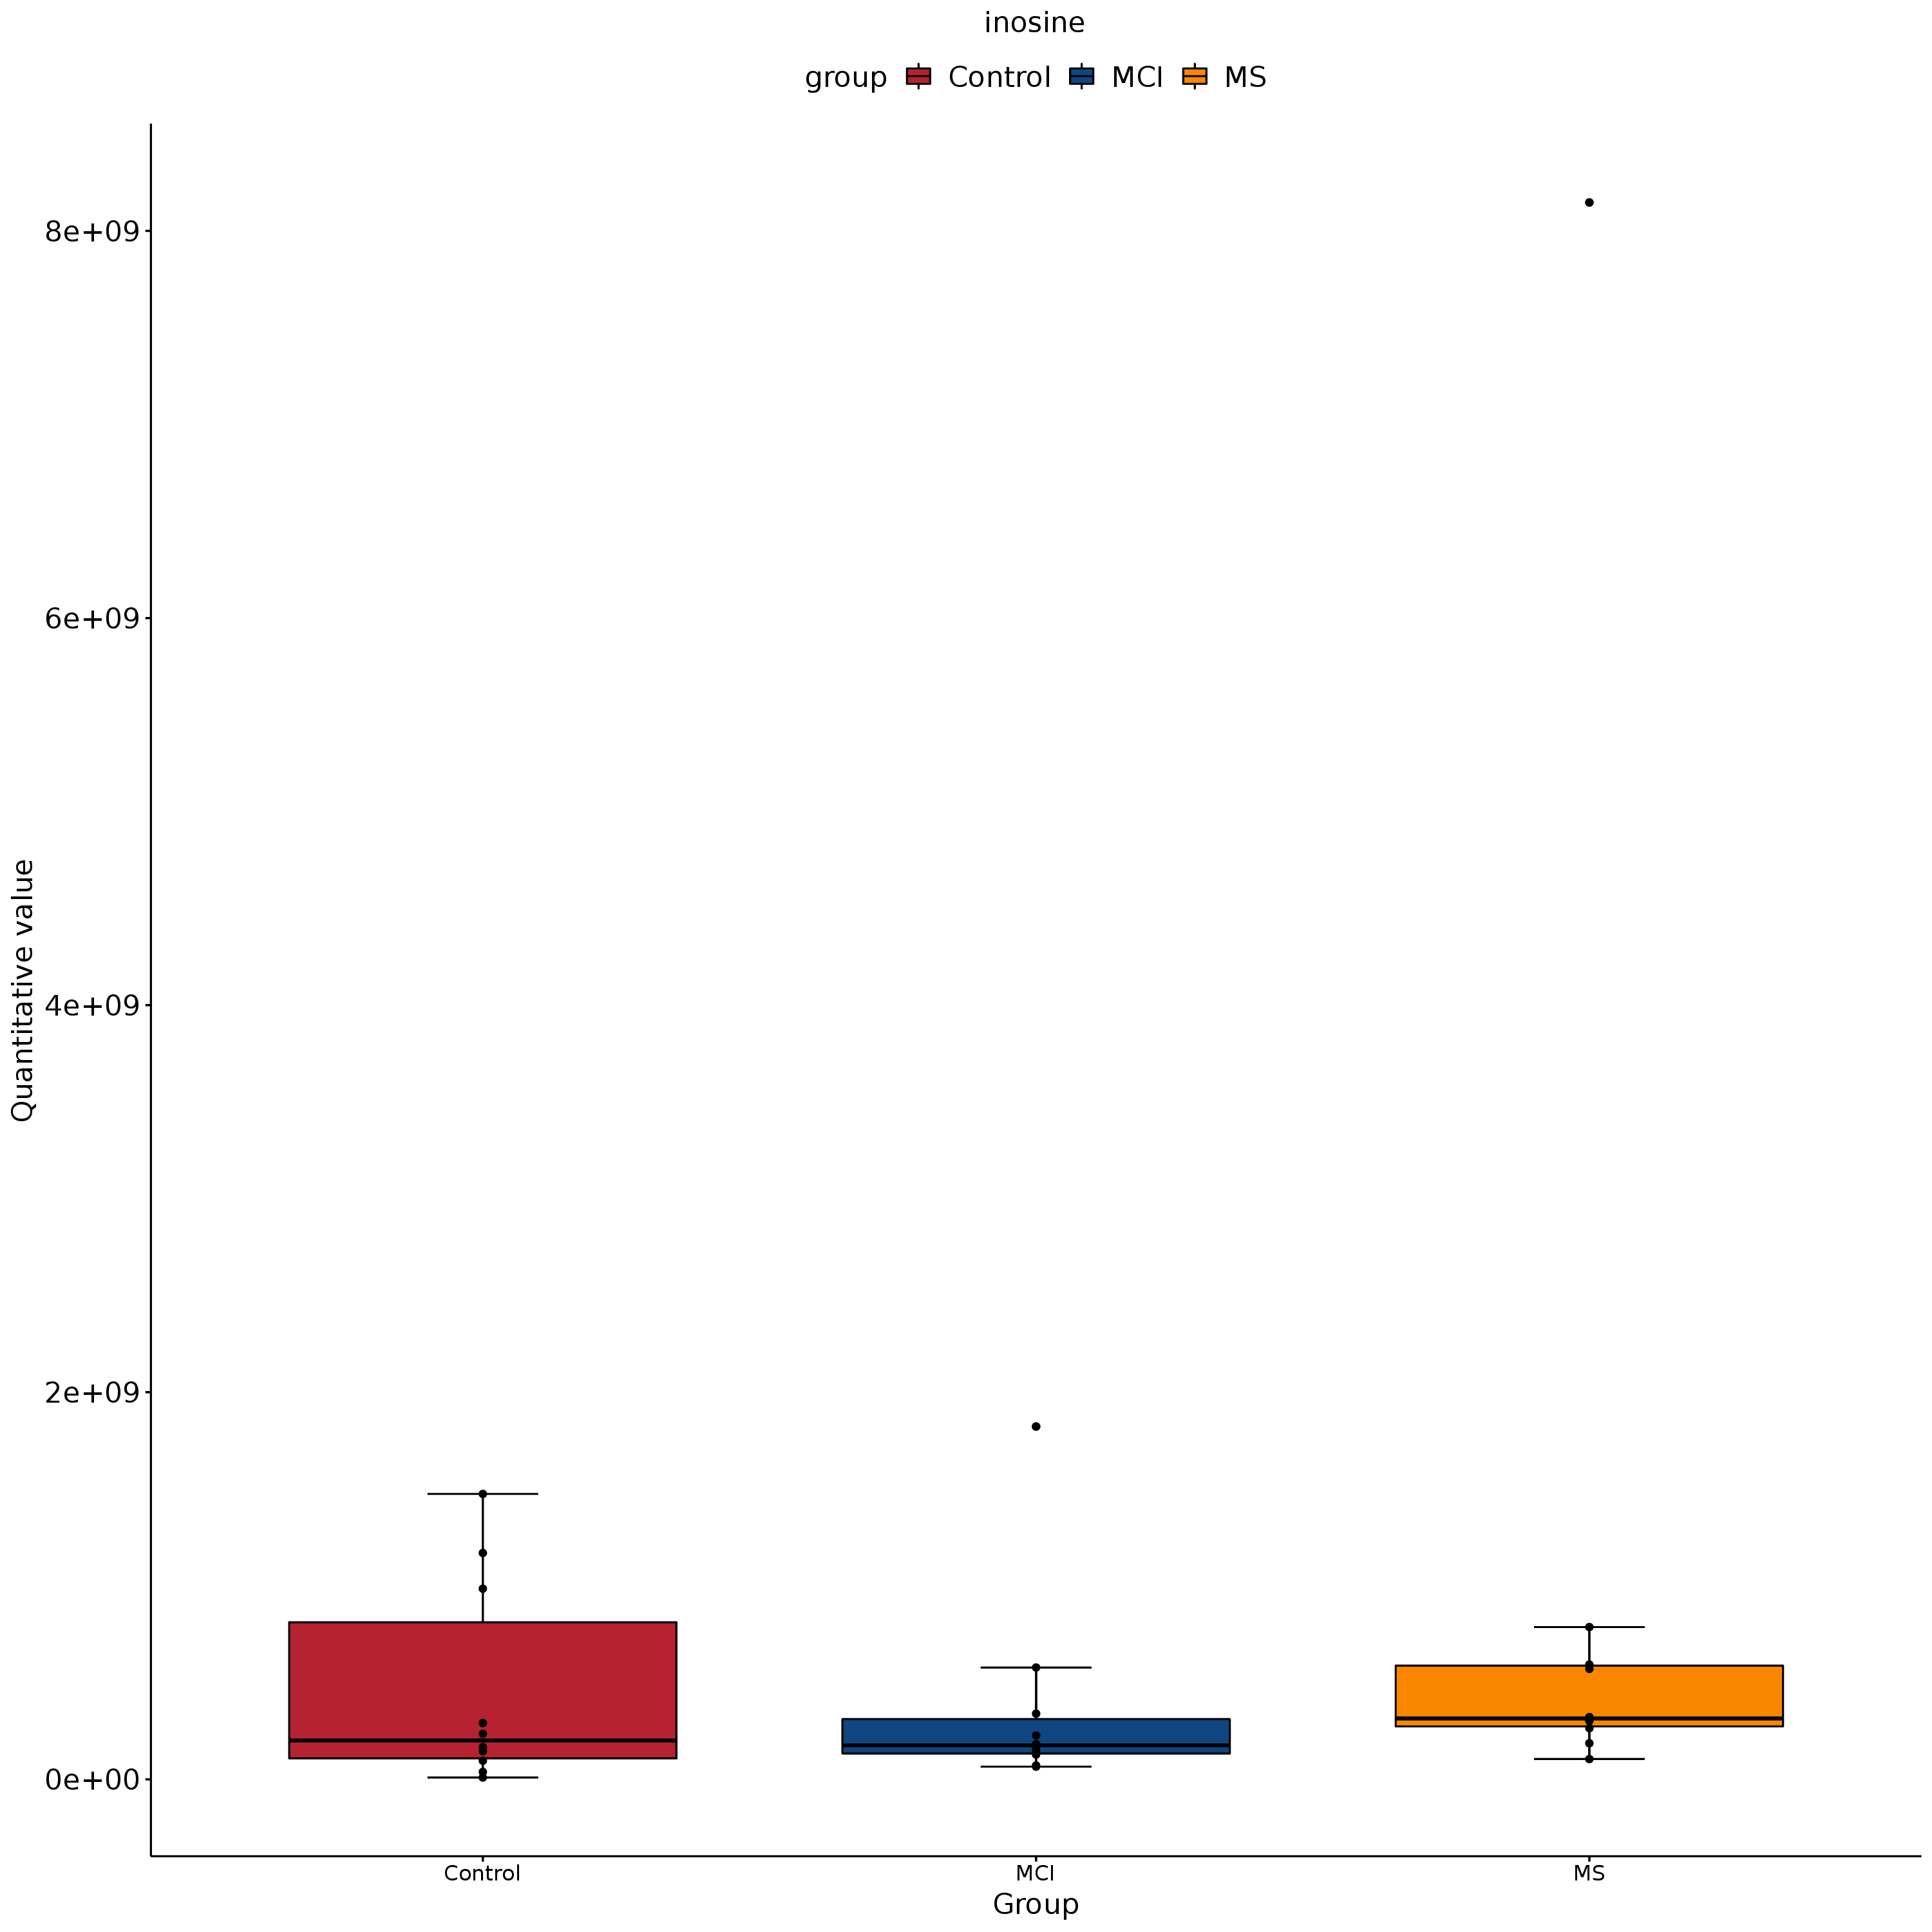 inosine
group Control MCI MS
8e+09
6e+09
4e+09
2e+09
0e+00
Quantitative value
Control MCI MS
Group